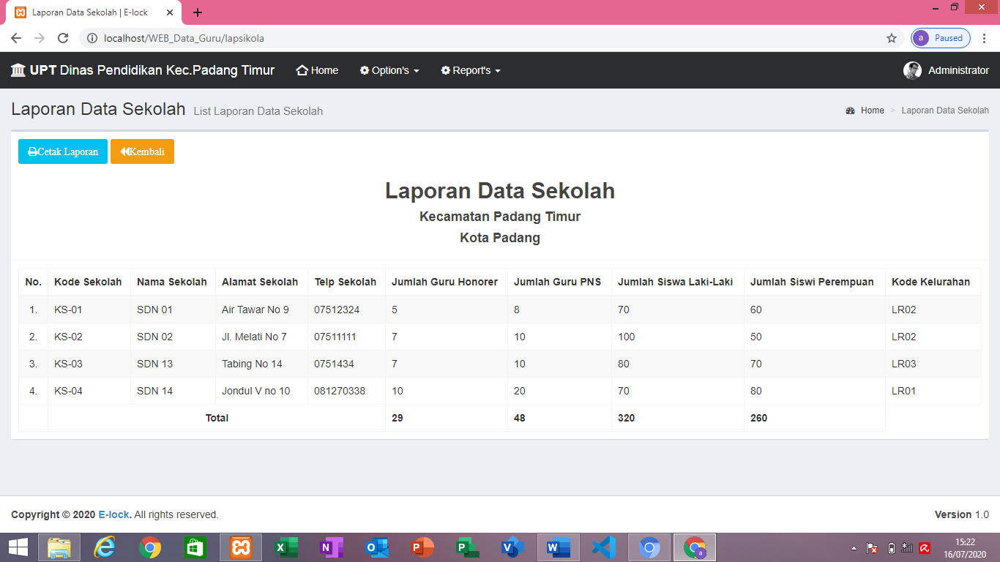 Laporan Data Sekolah | E-lock
localhost/WEB_Data_Guru/lapsikola
a Paused
UPT Dinas Pendidikan Kec.Padang Timur Home Option's Report's Administrator
Laporan Data Sekolah List Laporan Data Sekolah Home > Laporan Data Sekolah
Cetak Laporan Kembali
Laporan Data Sekolah
Kecamatan Padang Timur
Kota Padang
No. Kode Sekolah Nama Sekolah Alamat Sekolah Telp Sekolah Jumlah Guru Honorer Jumlah Guru PNS Jumlah Siswa Laki-Laki Jumlah Siswi Perempuan Kode Kelurahan
1. KS-01 SDN 01 Air Tawar No 9 07512324 5 8 70 60 LR02
2. KS-02 SDN 02 Jl. Melati No 7 07511111 7 10 100 50 LR02
3. KS-03 SDN 13 Tabing No 14 0751434 7 10 80 70 LR03
4. KS-04 SDN 14 Jondul V no 10 081270338 10 20 70 80 LR01
Total 29 48 320 260
Copyright © 2020 E-lock. All rights reserved. Version 1.0
15:22
16/07/2020